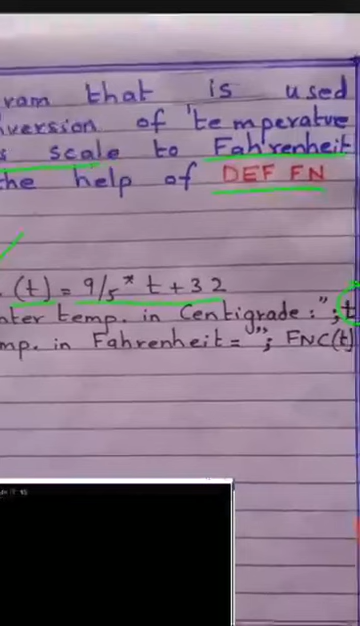 ram that is used
version of temperatue
s scale to Fahrenheit
the help of DEF FN
(t) = 9/5* t + 32
nter temp. in Centigrade :"; t
mp. in Fahrenheit = "; FNC(t)